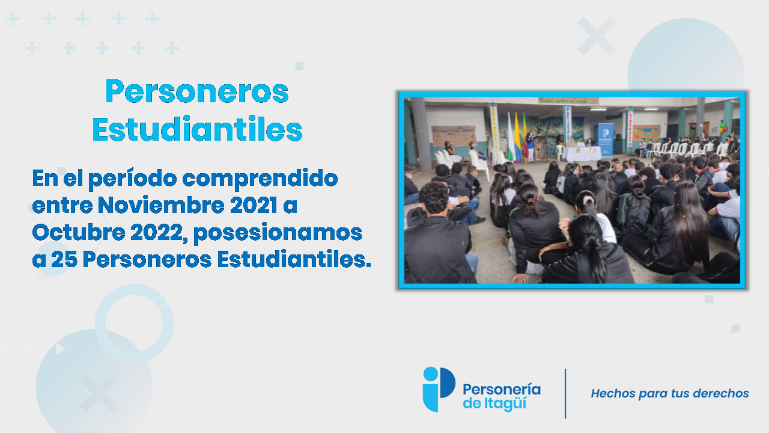 Personeros
Estudiantiles
En el período comprendido
entre Noviembre 2021 a
Octubre 2022, posesionamos
a 25 Personeros Estudiantiles.
Personería
de Itagüí
Hechos para tus derechos